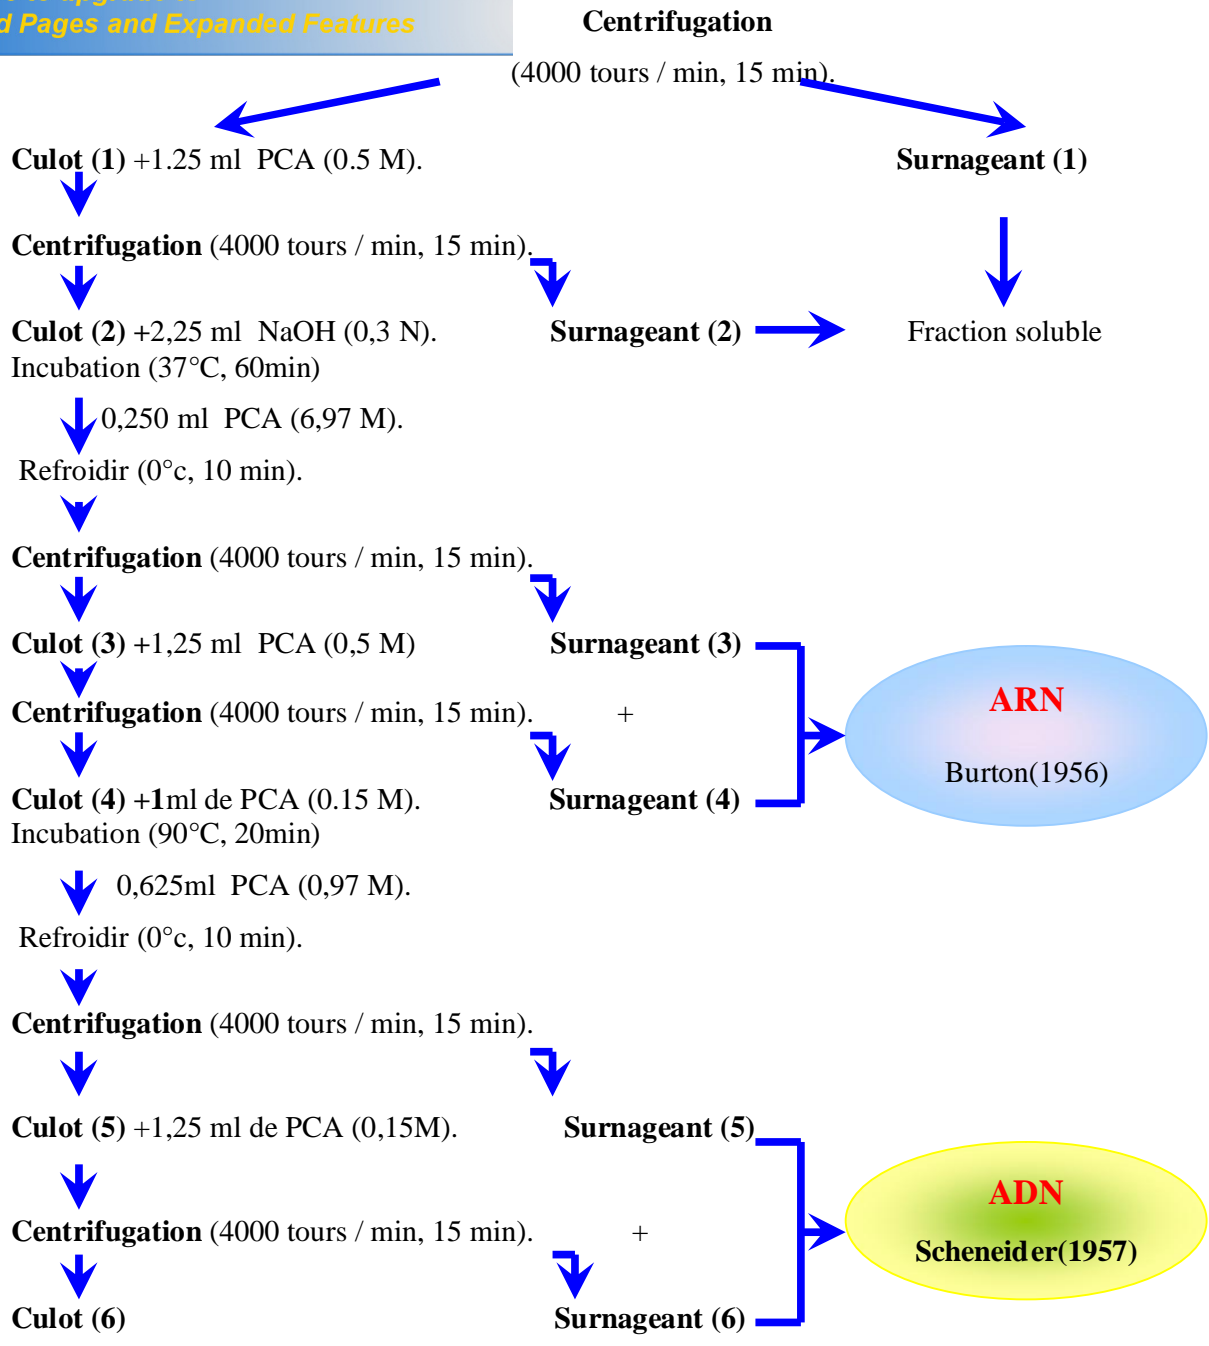 d Pages and Expanded Features
Centrifugation
(4000 tours / min, 15 min).
Culot (1) +1.25 ml PCA (0.5 M).
Surnageant (1)
Centrifugation (4000 tours / min, 15 min).
Culot (2) +2,25 ml NaOH (0,3 N).
Surnageant (2)
Fraction soluble
Incubation (37°C, 60min)
0,250 ml PCA (6,97 M).
Refroidir (0°c, 10 min).
Centrifugation (4000 tours / min, 15 min).
Culot (3) +1,25 ml PCA (0,5 M)
Surnageant (3)
ARN
Centrifugation (4000 tours / min, 15 min).
+
Burton(1956)
Culot (4) +1ml de PCA (0.15 M).
Surnageant (4)
Incubation (90°C, 20min)
0,625ml PCA (0,97 M).
Refroidir (0°c, 10 min).
Centrifugation (4000 tours / min, 15 min).
Culot (5) +1,25 ml de PCA (0,15M).
Surnageant (5)
ADN
Centrifugation (4000 tours / min, 15 min).
+
Scheneider(1957)
Culot (6)
Surnageant (6)